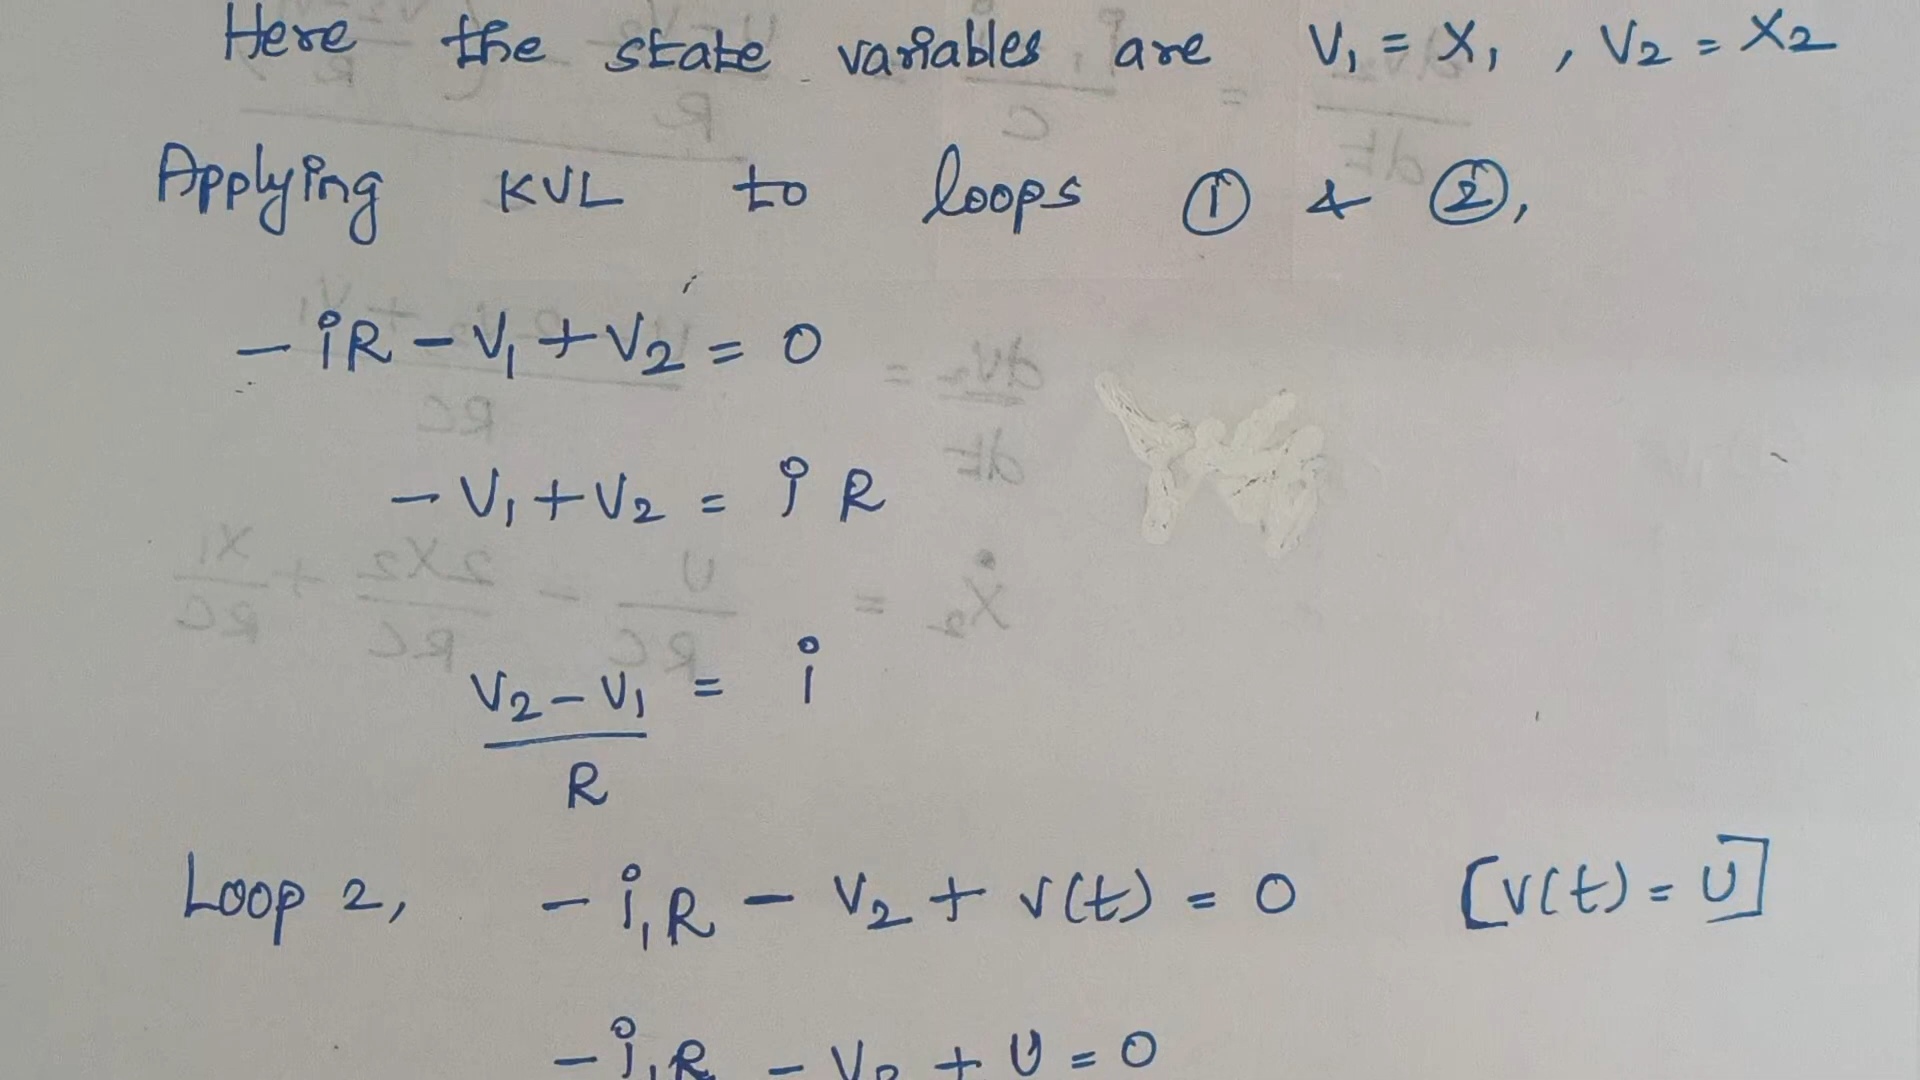 Here the state variables are V₁ = X₁ , V₂ = X₂
Applying KVL to loops ① & ②,
- iR - V₁ + V₂ = 0
- V₁ + V₂ = i R
V₂ - V₁ / R = i
Loop 2, - i₁R - V₂ + v(t) = 0 [v(t) = U]
- i₁R - V₂ + U = 0